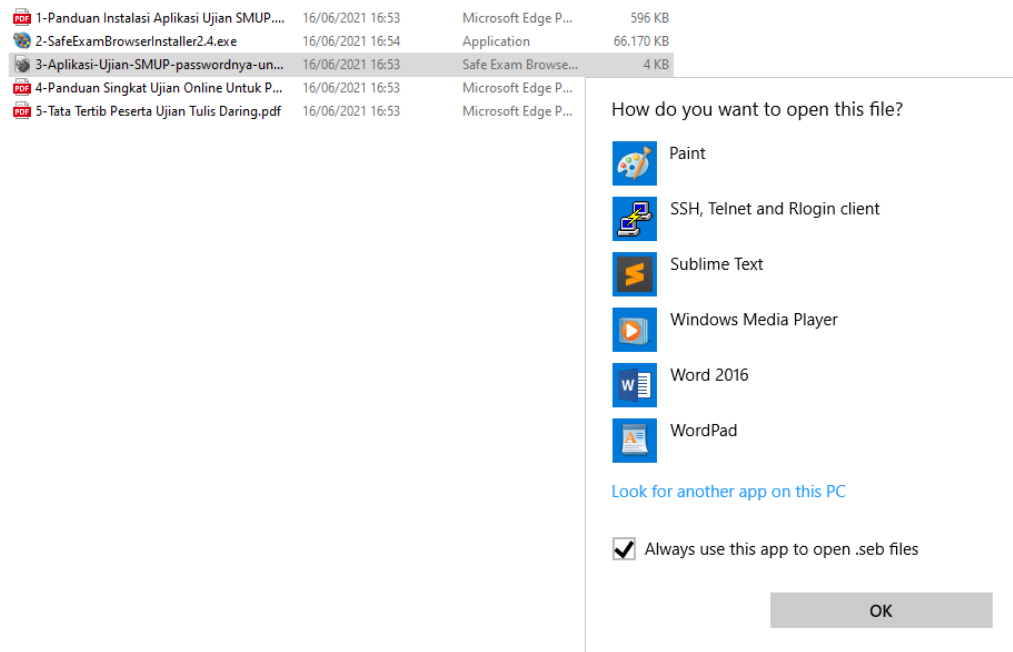 1-Panduan Instalasi Aplikasi Ujian SMUP.... 16/06/2021 16:53 Microsoft Edge P... 596 KB
2-SafeExamBrowserInstaller2.4.exe 16/06/2021 16:54 Application 66.170 KB
3-Aplikasi-Ujian-SMUP-passwordnya-un... 16/06/2021 16:53 Safe Exam Browse... 4 KB
4-Panduan Singkat Ujian Online Untuk P... 16/06/2021 16:53 Microsoft Edge P...
5-Tata Tertib Peserta Ujian Tulis Daring.pdf 16/06/2021 16:53 Microsoft Edge P...
How do you want to open this file?
Paint
SSH, Telnet and Rlogin client
Sublime Text
Windows Media Player
Word 2016
WordPad
Look for another app on this PC
Always use this app to open .seb files
OK